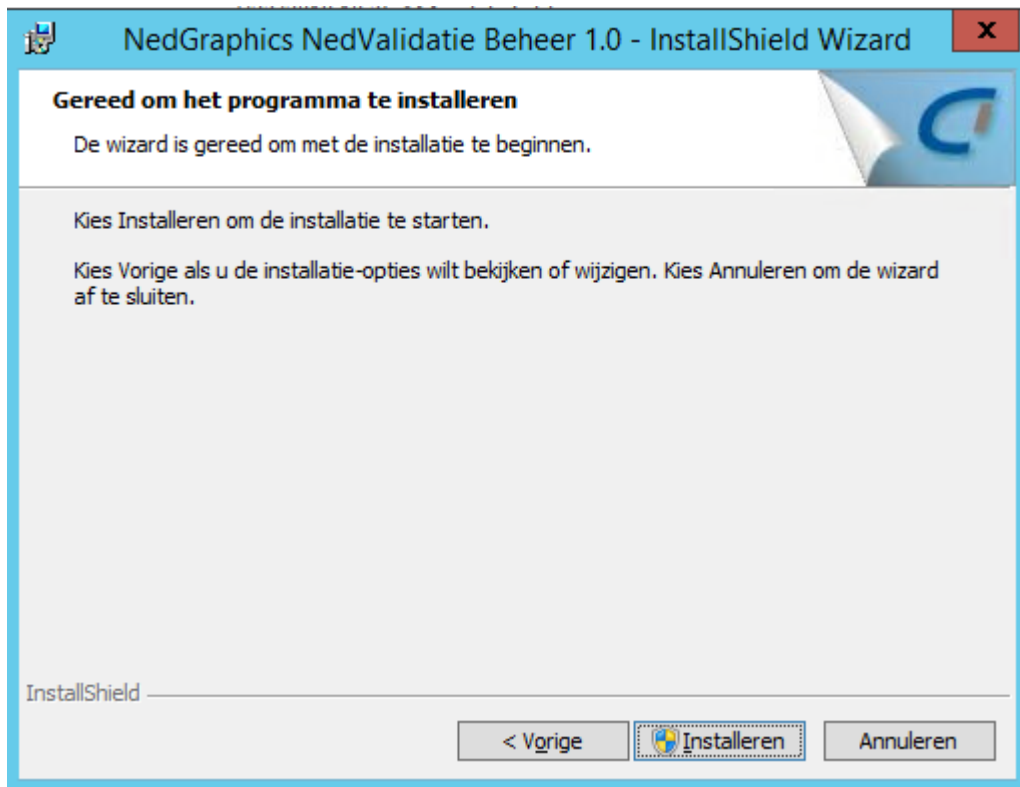 NedGraphics NedValidatie Beheer 1.0 - InstallShield Wizard
x
Gereed om het programma te installeren
De wizard is gereed om met de installatie te beginnen.
Kies Installeren om de installatie te starten.
Kies Vorige als u de installatie-opties wilt bekijken of wijzigen. Kies Annuleren om de wizard
af te sluiten.
InstallShield
< Vorige
Installeren
Annuleren